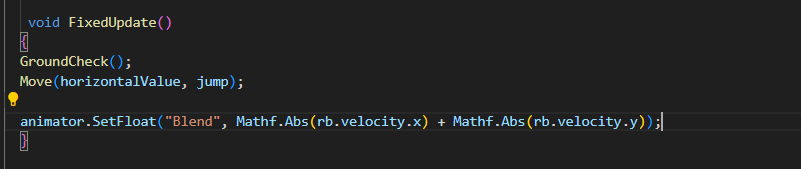 void FixedUpdate()
{
GroundCheck();
Move(horizontalValue, jump);
animator.SetFloat("Blend", Mathf.Abs(rb.velocity.x) + Mathf.Abs(rb.velocity.y));
}